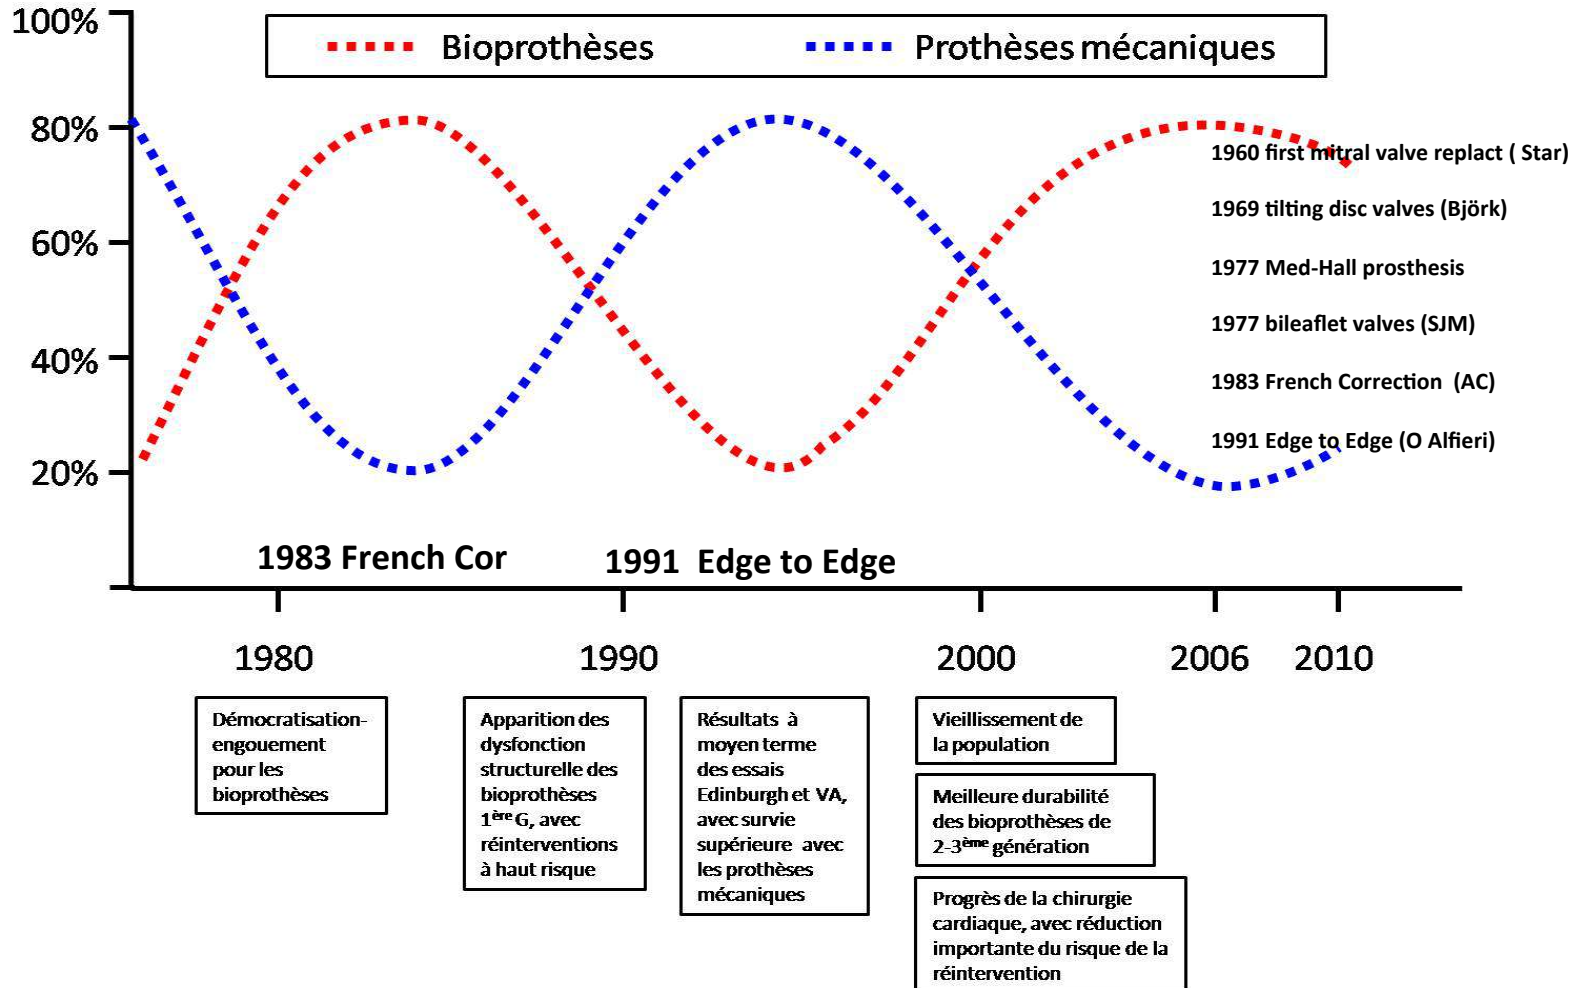 100%
Bioprothèses
Prothèses mécaniques
80%
1960 first mitral valve replact ( Star)
1969 tilting disc valves (Björk)
60%
1977 Med-Hall prosthesis
1977 bileaflet valves (SJM)
40%
1983 French Correction (AC)
1991 Edge to Edge (O Alfieri)
20%
1983 French Cor
1991 Edge to Edge
1980
1990
2000
2006
2010
Démocratisation-
engouement
pour les
bioprothèses
Apparition des
dysfonction
structurelle des
bioprothèses
1ère G, avec
réinterventions
à haut risque
Résultats à
moyen terme
des essais
Edinburgh et VA,
avec survie
supérieure avec
les prothèses
mécaniques
Vieillissement de
la population
Meilleure durabilité
des bioprothèses de
2-3ème génération
Progrès de la chirurgie
cardiaque, avec réduction
importante du risque de la
réintervention